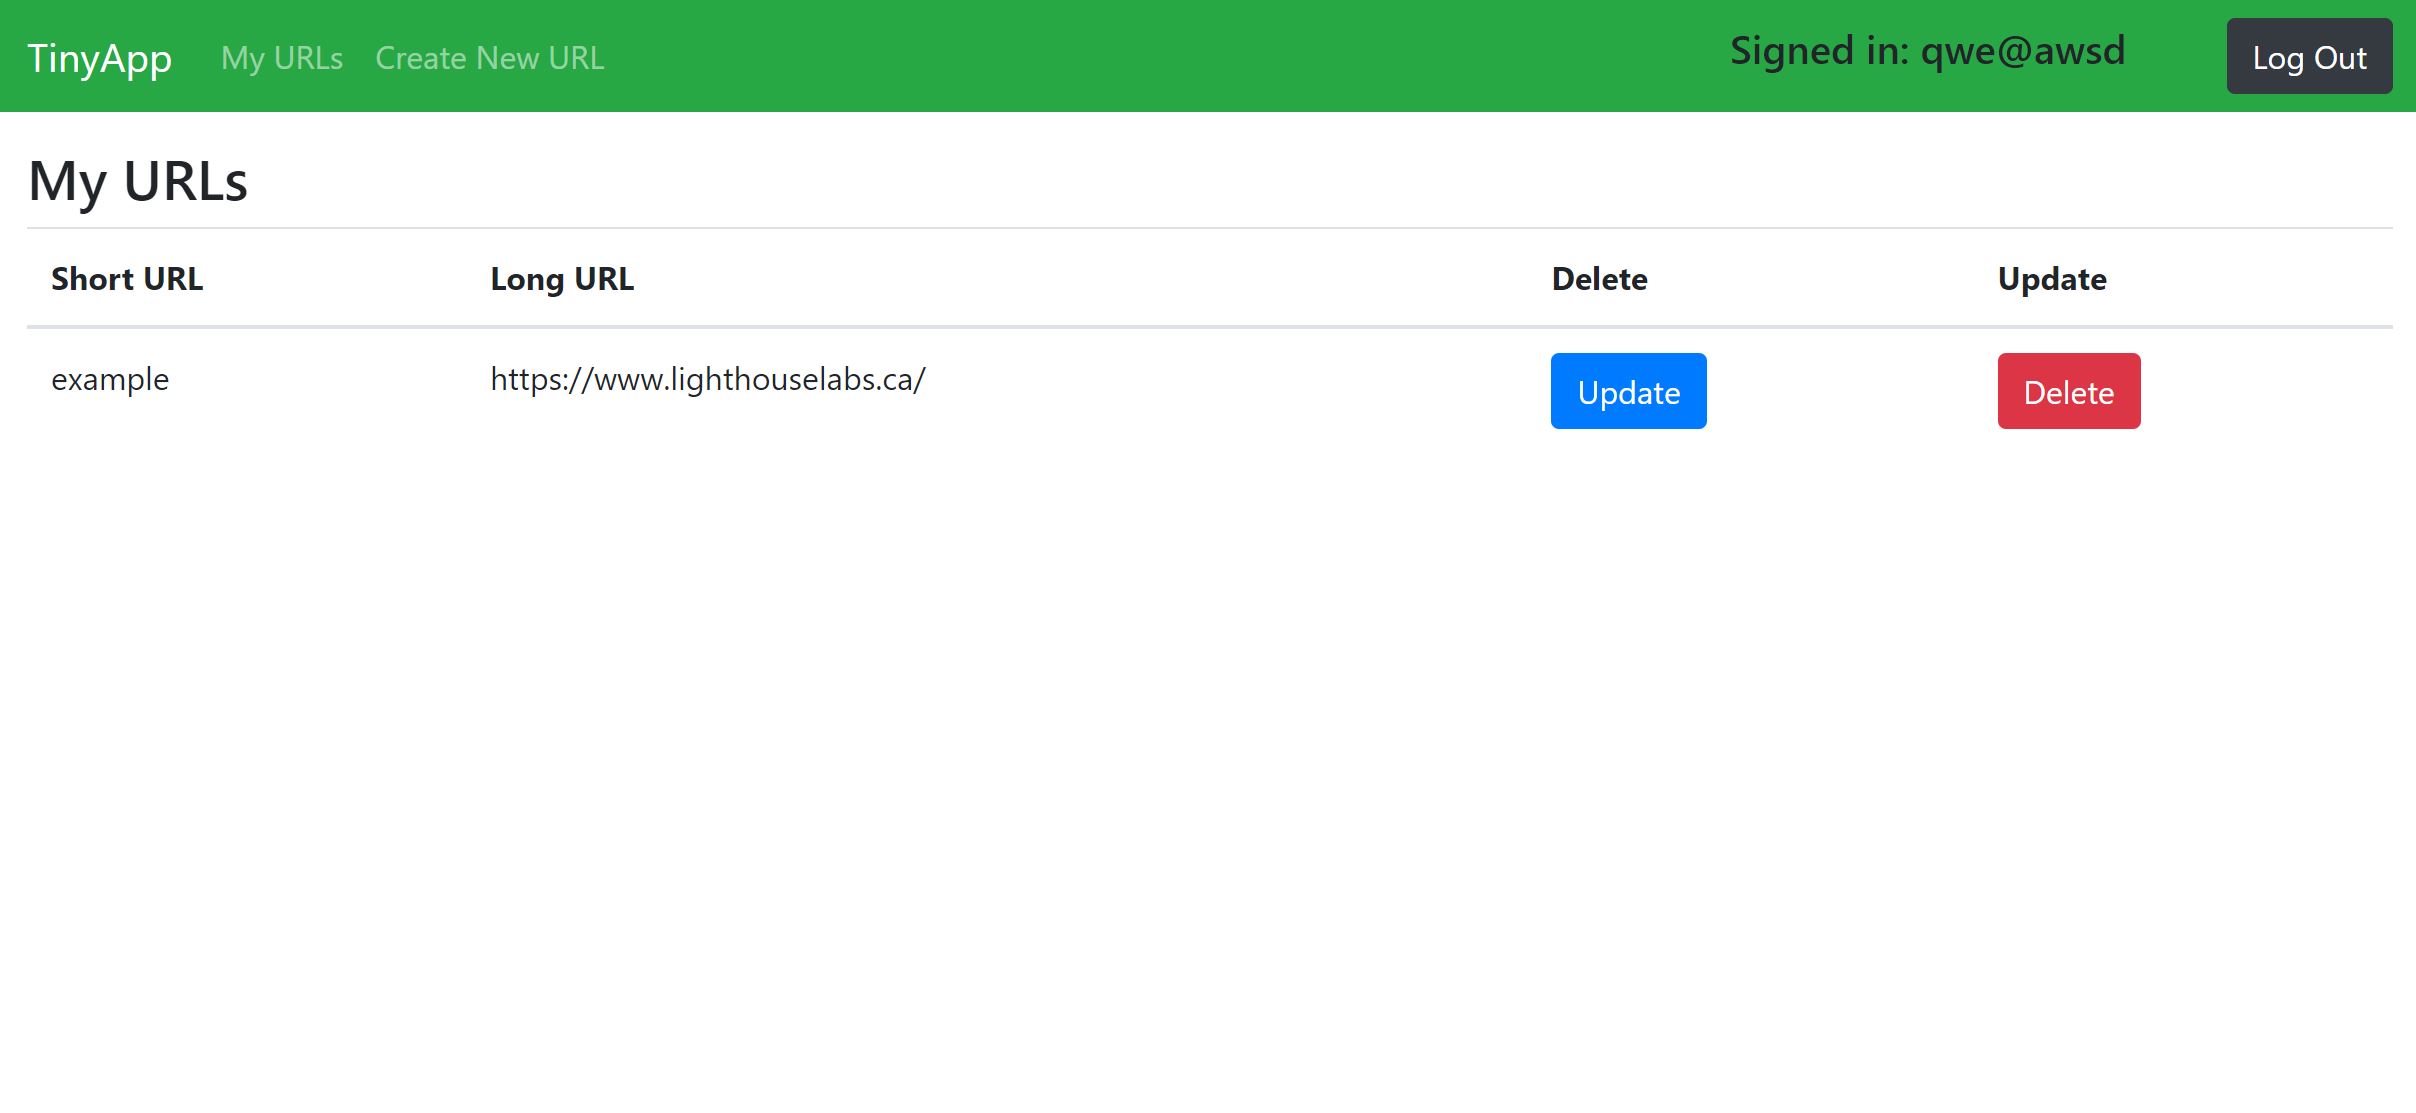 TinyApp My URLs Create New URL Signed in: qwe@awsd Log Out
My URLs
Short URL Long URL Delete Update
example https://www.lighthouselabs.ca/ Update Delete